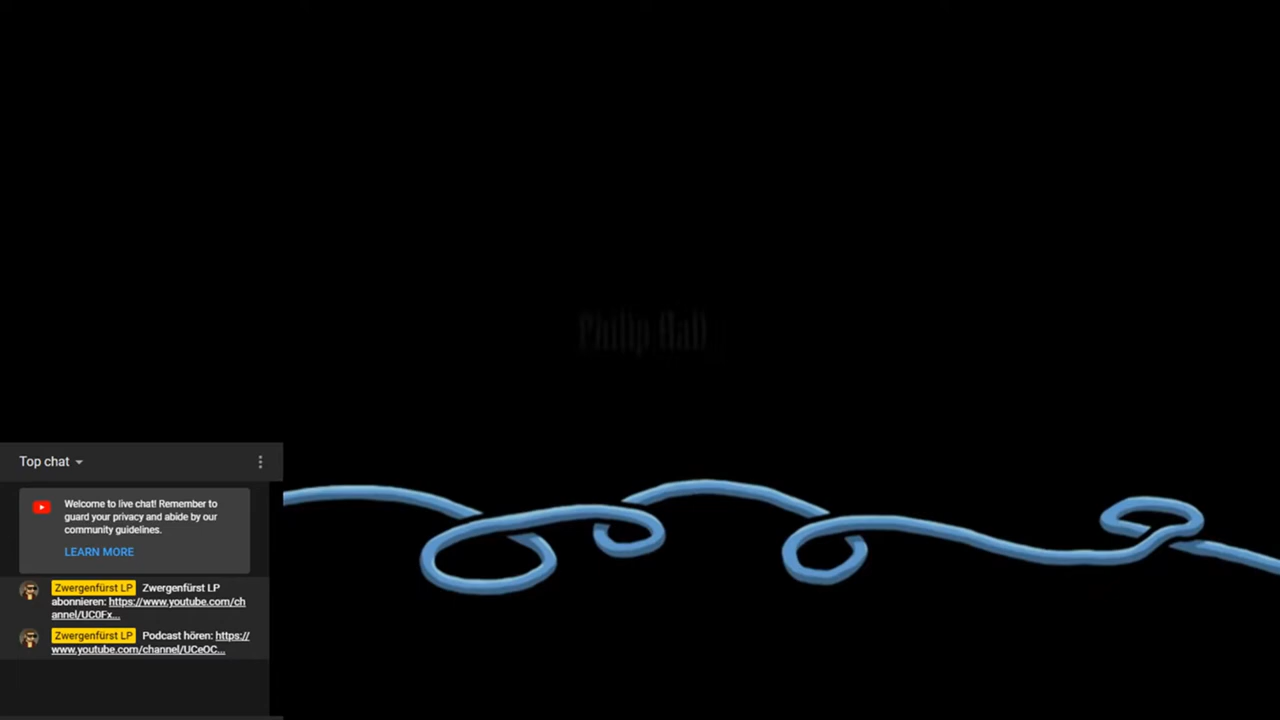 Philip Hall
Top chat
Welcome to live chat! Remember to
guard your privacy and abide by our
community guidelines.
LEARN MORE
Zwergenfürst LP Zwergenfürst LP
abonnieren: https://www.youtube.com/ch
annel/UC0Fx...
Zwergenfürst LP Podcast hören: https://
www.youtube.com/channel/UCeOC...